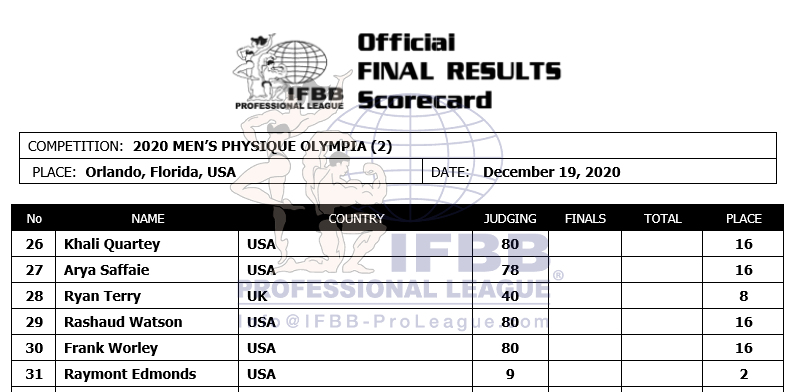 Official
FINAL RESULTS
Scorecard
IFBB
PROFESSIONAL LEAGUE
COMPETITION: 2020 MEN'S PHYSIQUE OLYMPIA (2)
PLACE: Orlando, Florida, USA DATE: December 19, 2020
No NAME COUNTRY JUDGING FINALS TOTAL PLACE
26 Khali Quartey USA 80 16
27 Arya Saffaie USA 78 16
28 Ryan Terry UK 40 8
29 Rashaud Watson USA 80 16
30 Frank Worley USA 80 16
31 Raymont Edmonds USA 9 2
IFBB®
PROFESSIONAL LEAGUE
@IFBB-ProLeague.com